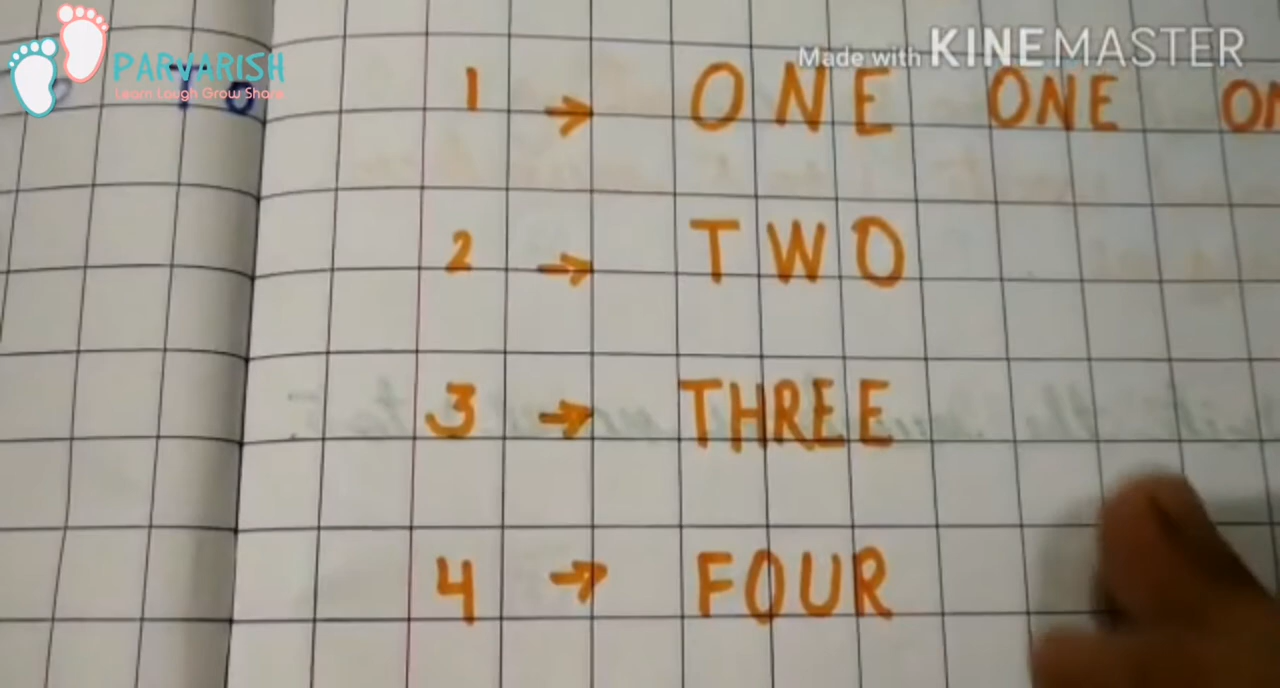 Made with KINEMASTER
PARVARISH
Learn Laugh Grow Share
1 → ONE ONE
2 → TWO
3 → THREE
4 → FOUR